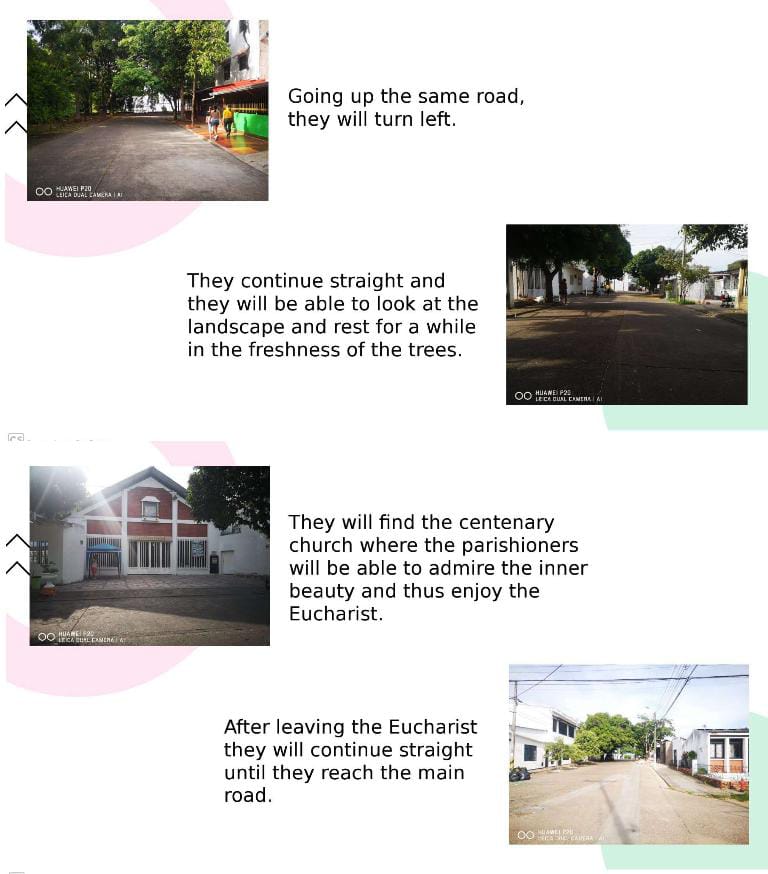 Going up the same road,
they will turn left.
HUAWEI P20
LEICA DUAL CAMERA | AI
They continue straight and
they will be able to look at the
landscape and rest for a while
in the freshness of the trees.
HUAWEI P20
LEICA DUAL CAMERA | AI
CS
They will find the centenary
church where the parishioners
will be able to admire the inner
beauty and thus enjoy the
Eucharist.
HUAWEI P20
LEICA DUAL CAMERA | AI
After leaving the Eucharist
they will continue straight
until they reach the main
road.
HUAWEI P20
LEICA DUAL CAMERA | AI